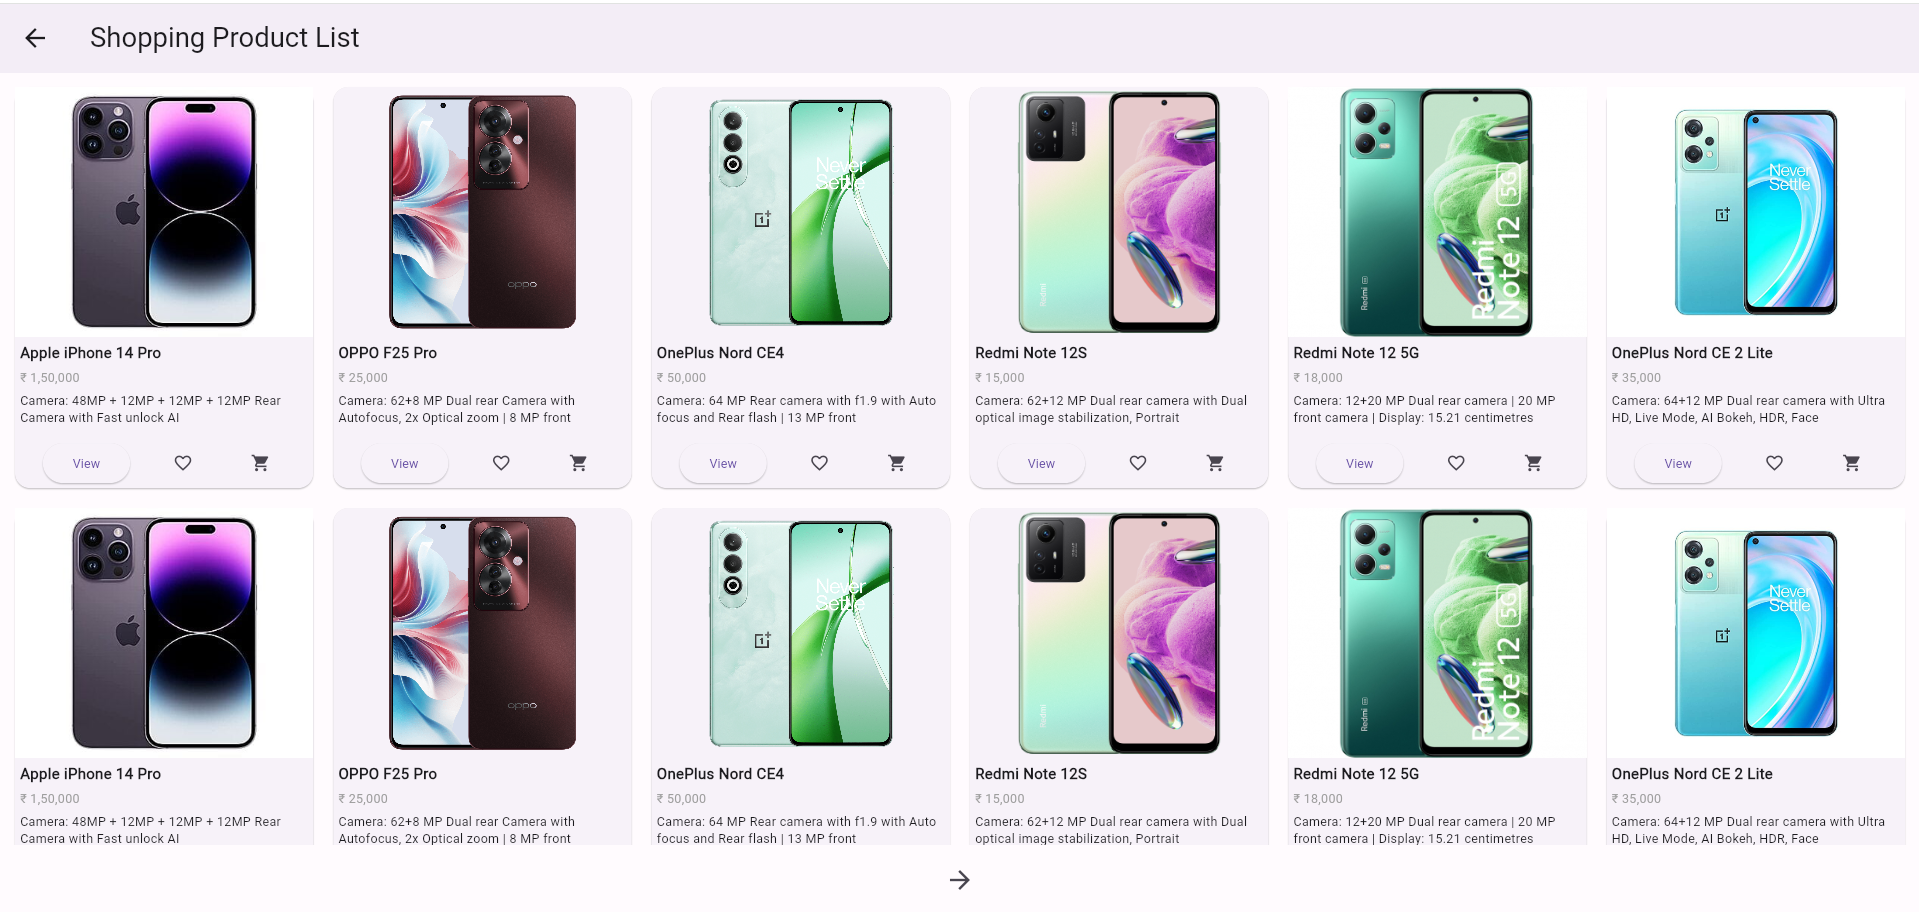 Shopping Product List
Never
Settle
OPPO
Redmi
Redmi
Redmi
Note 12 5G
Never
Settle
Apple iPhone 14 Pro
₹ 1,50,000
Camera: 48MP + 12MP + 12MP + 12MP Rear
Camera with Fast unlock AI
View
OPPO F25 Pro
₹ 25,000
Camera: 62+8 MP Dual rear Camera with
Autofocus, 2x Optical zoom | 8 MP front
View
OnePlus Nord CE4
₹ 50,000
Camera: 64 MP Rear camera with f1.9 with Auto
focus and Rear flash | 13 MP front
View
Redmi Note 12S
₹ 15,000
Camera: 62+12 MP Dual rear camera with Dual
optical image stabilization, Portrait
View
Redmi Note 12 5G
₹ 18,000
Camera: 12+20 MP Dual rear camera | 20 MP
front camera | Display: 15.21 centimetres
View
OnePlus Nord CE 2 Lite
₹ 35,000
Camera: 64+12 MP Dual rear camera with Ultra
HD, Live Mode, AI Bokeh, HDR, Face
View
Never
Settle
OPPO
Redmi
Redmi
Redmi
Note 12 5G
Never
Settle
Apple iPhone 14 Pro
₹ 1,50,000
Camera: 48MP + 12MP + 12MP + 12MP Rear
Camera with Fast unlock AI
OPPO F25 Pro
₹ 25,000
Camera: 62+8 MP Dual rear Camera with
Autofocus, 2x Optical zoom | 8 MP front
OnePlus Nord CE4
₹ 50,000
Camera: 64 MP Rear camera with f1.9 with Auto
focus and Rear flash | 13 MP front
Redmi Note 12S
₹ 15,000
Camera: 62+12 MP Dual rear camera with Dual
optical image stabilization, Portrait
Redmi Note 12 5G
₹ 18,000
Camera: 12+20 MP Dual rear camera | 20 MP
front camera | Display: 15.21 centimetres
OnePlus Nord CE 2 Lite
₹ 35,000
Camera: 64+12 MP Dual rear camera with Ultra
HD, Live Mode, AI Bokeh, HDR, Face